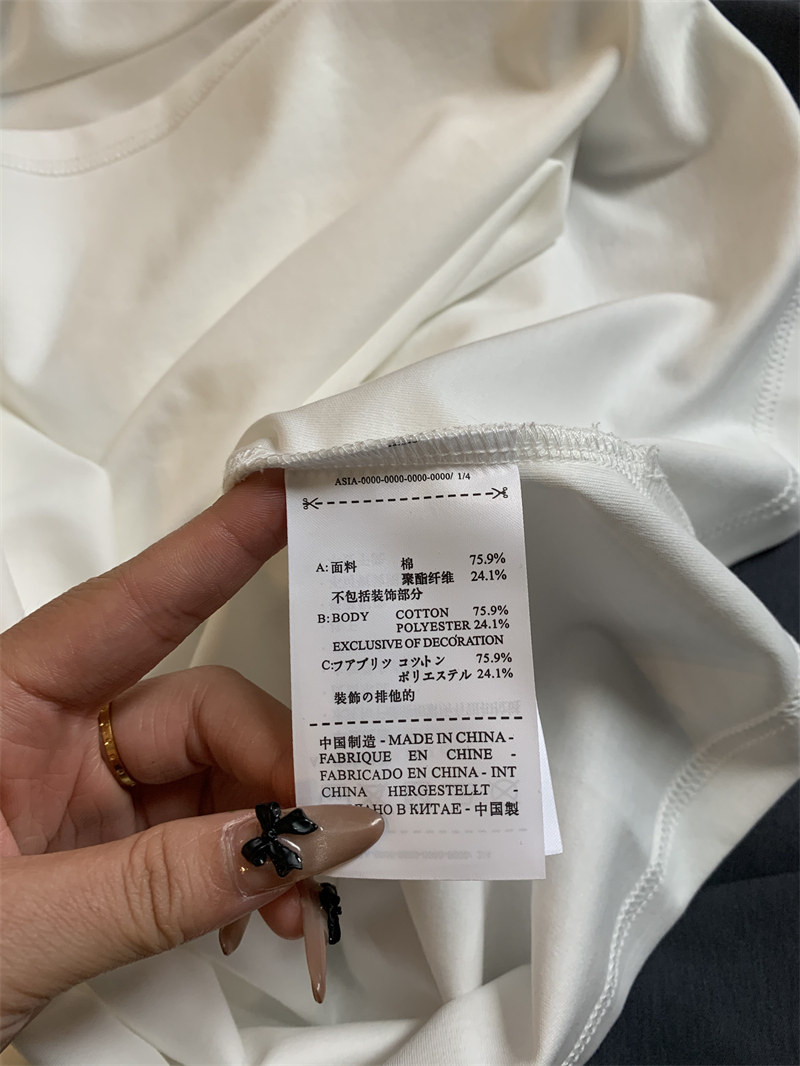 ASIA-0000-0000-0000-0000/ 1/4
A: 面料 棉 75.9%
聚酯纤维 24.1%
不包括装饰部分
B: BODY COTTON 75.9%
POLYESTER 24.1%
EXCLUSIVE OF DECORATION
C:フアブリツ コツトン 75.9%
ポリエステル 24.1%
装飾の排他的
中国制造 - MADE IN CHINA -
FABRIQUE EN CHINE -
FABRICADO EN CHINA - INT
CHINA HERGESTELLT -
В КИТАЕ - 中国製